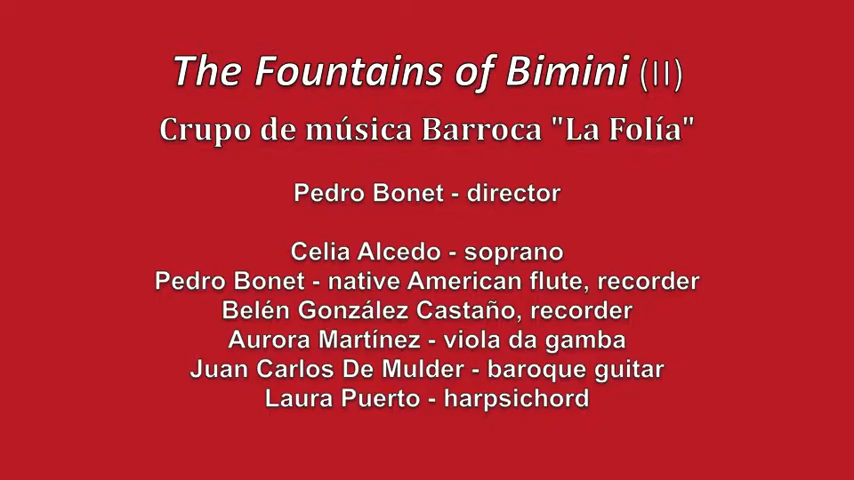 The Fountains of Bimini (II)
Crupo de música Barroca "La Folía"
Pedro Bonet - director
Celia Alcedo - soprano
Pedro Bonet - native American flute, recorder
Belén González Castaño, recorder
Aurora Martínez - viola da gamba
Juan Carlos De Mulder - baroque guitar
Laura Puerto - harpsichord